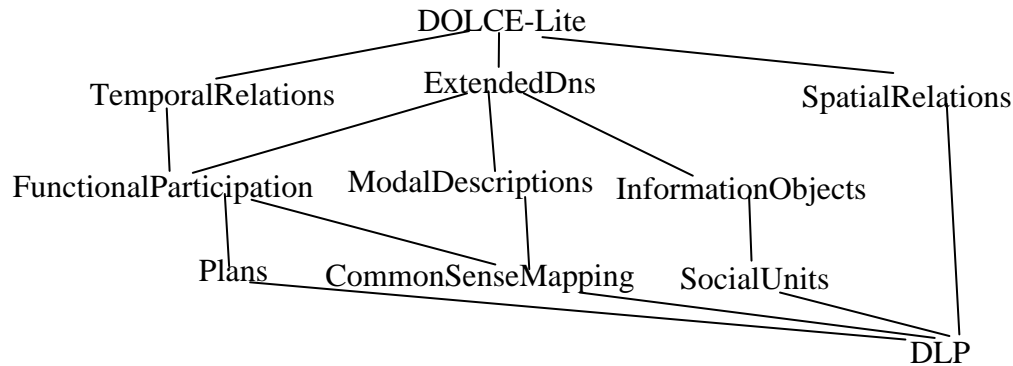 DOLCE-Lite
TemporalRelations
ExtendedDns
SpatialRelations
FunctionalParticipation
ModalDescriptions
InformationObjects
Plans
CommonSenseMapping
SocialUnits
DLP